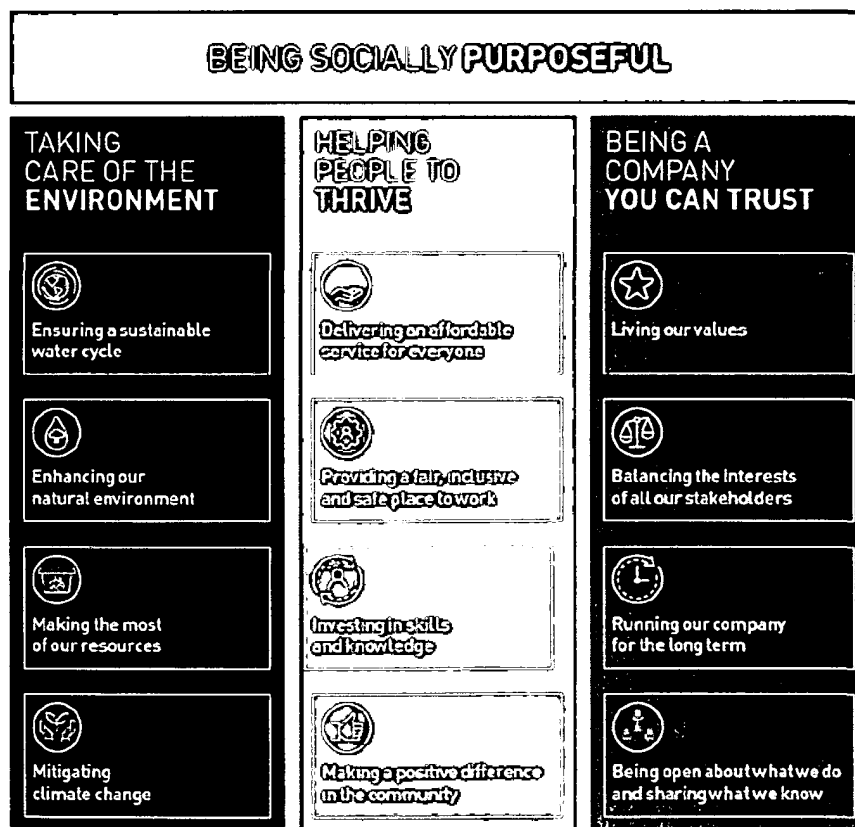 BEING SOCIALLY PURPOSEFUL
TAKING
CARE OF THE
ENVIRONMENT
Ensuring a sustainable
water cycle
Enhancing our
natural environment
Making the most
of our resources
Mitigating
climate change
HELPING
PEOPLE TO
THRIVE
Delivering an affordable
service for everyone
Providing a fair, inclusive
and safe place to work
Investing in skills
and knowledge
Making a positive difference
in the community
BEING A
COMPANY
YOU CAN TRUST
Living our values
Balancing the interests
of all our stakeholders
Running our company
for the long term
Being open about what we do
and sharing what we know